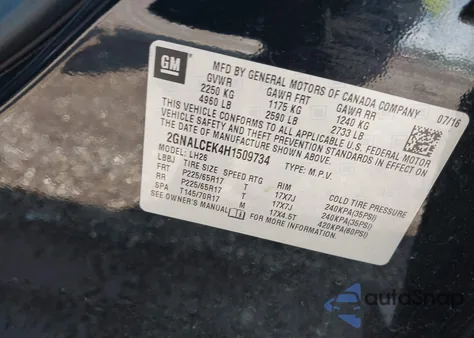 GM
MFD BY GENERAL MOTORS OF CANADA COMPANY 07/16
GVWR GAWR FRT GAWR RR
2250 KG 1175 KG 1240 KG
4960 LB 2590 LB 2733 LB
THIS VEHICLE CONFORMS TO ALL APPLICABLE U.S. FEDERAL
MOTOR VEHICLE SAFETY AND THEFT PREVENTION
STANDARDS IN EFFECT ON THE DATE OF MANUFACTURE SHOWN ABOVE.
2GNALCEK4H1509734 TYPE: M.P.V.
LBBJ MODEL: LH26
TIRE SIZE SPEED RTG RIM COLD TIRE PRESSURE
FRT P225/65R17 T 17X7J 240KPA(35PSI)
RR P225/65R17 T 17X7J 240KPA(35PSI)
SPA T145/70R17 M 17X4.5T 420KPA(60PSI)
SEE OWNER'S MANUAL
autoSnap